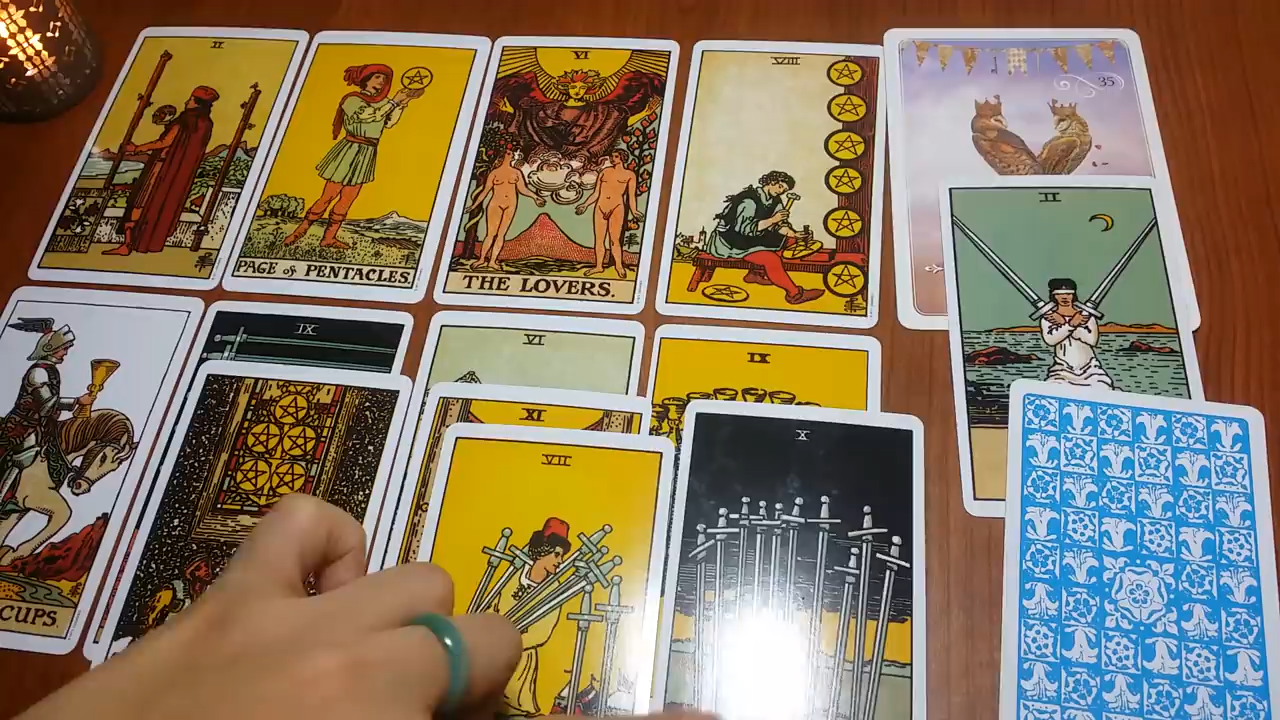 II
PAGE of PENTACLES.
VI
THE LOVERS.
VIII
35
II
CUPS.
IX
VI
XI
VII
IX
X